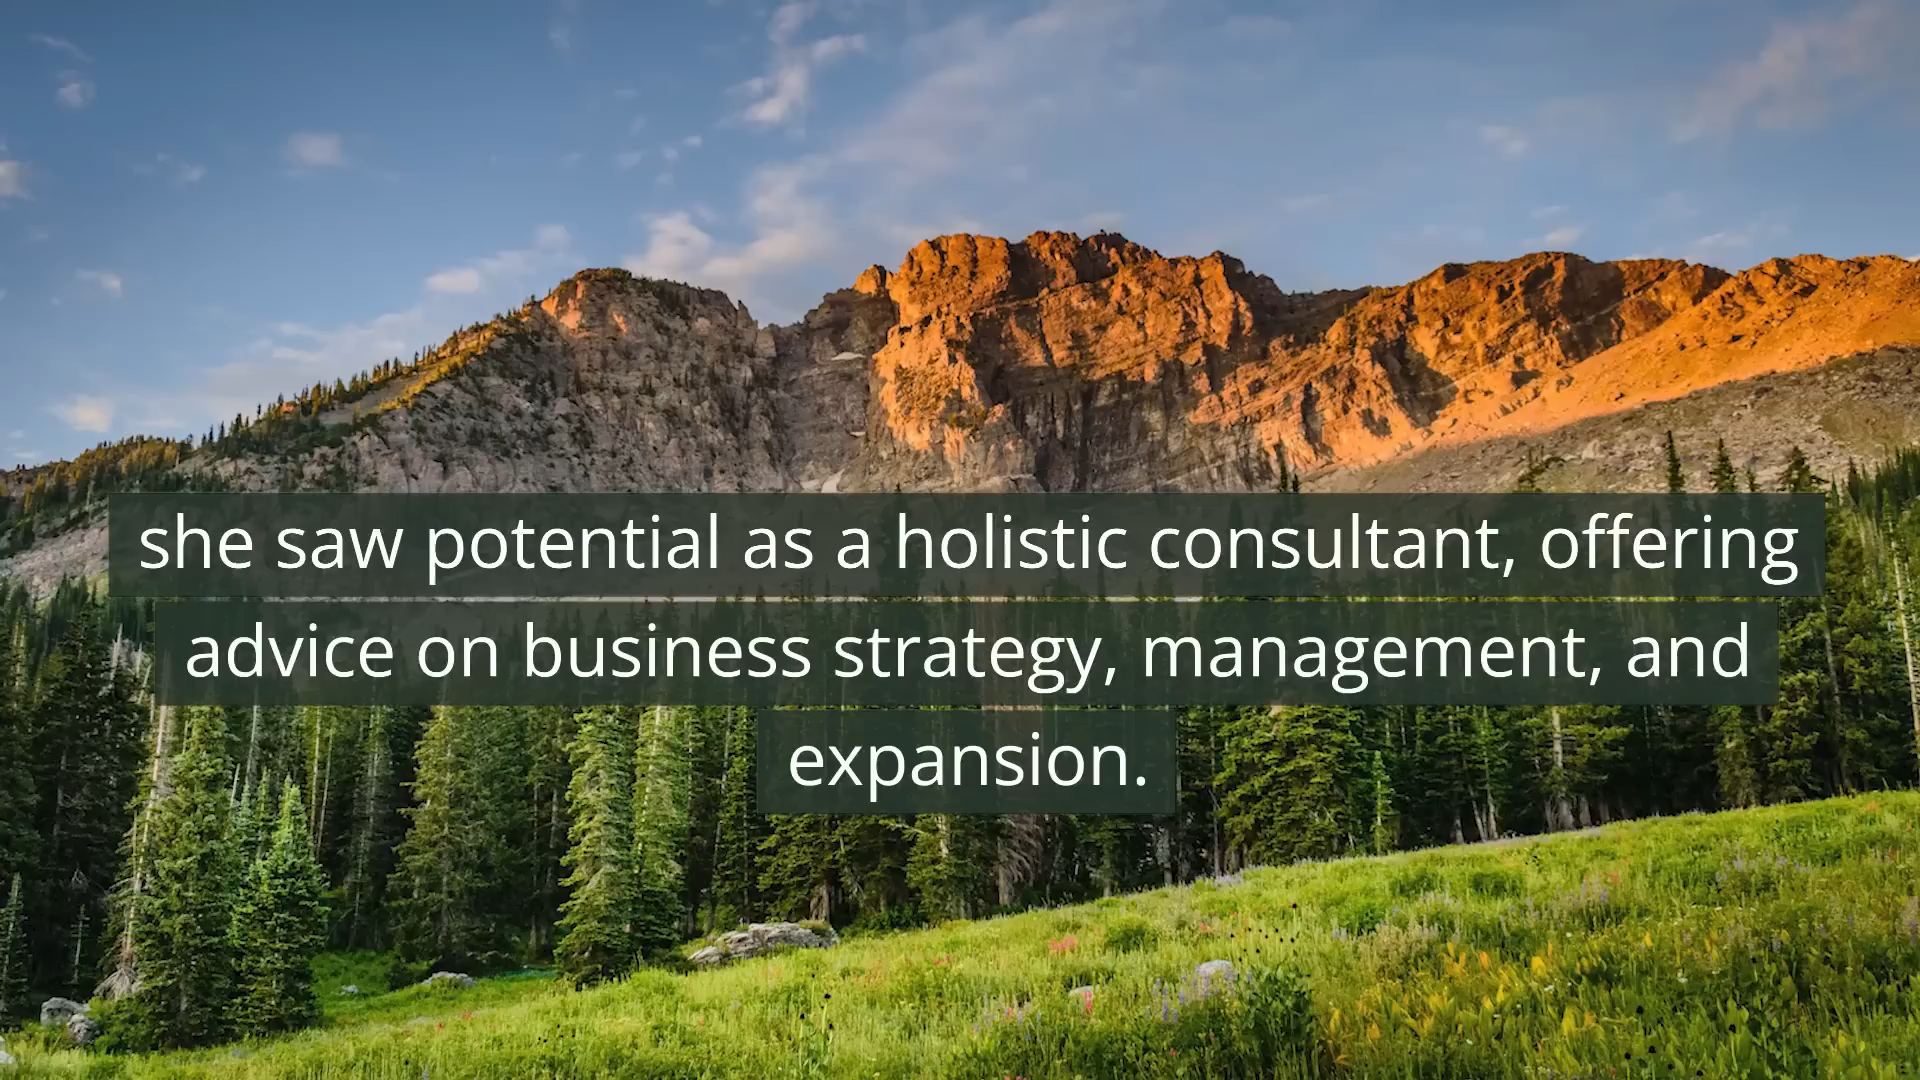 she saw potential as a holistic consultant, offering
advice on business strategy, management, and
expansion.